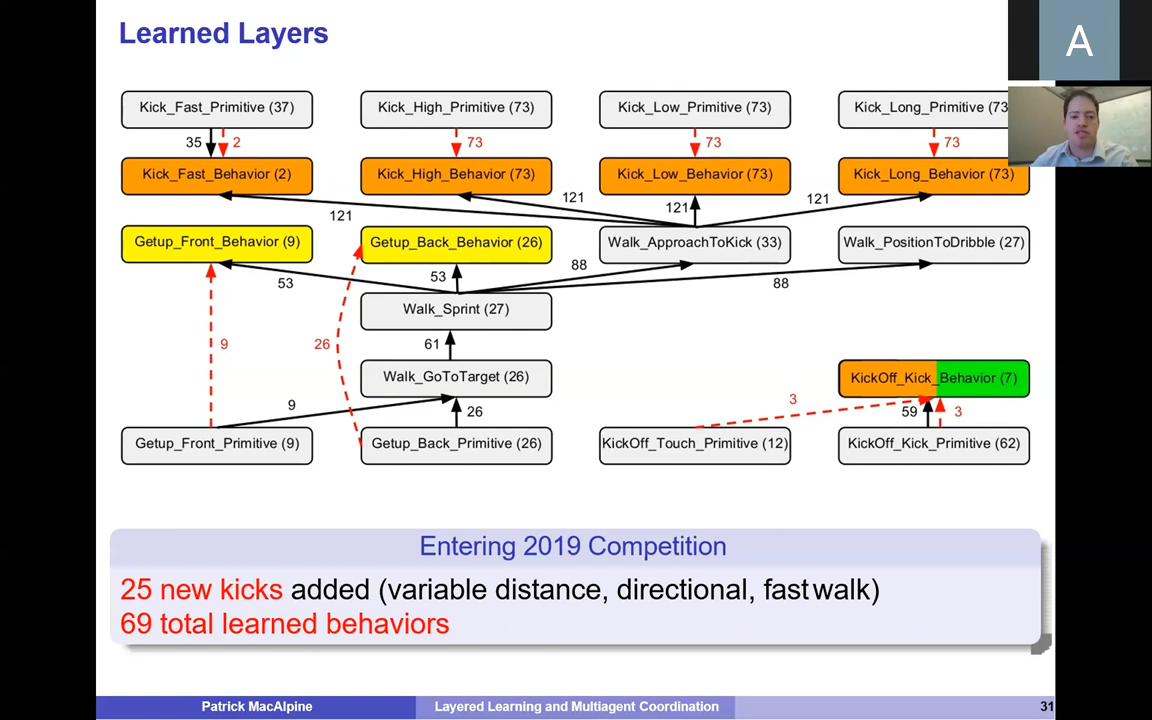 Learned Layers
A
Kick_Fast_Primitive (37)
Kick_High_Primitive (73)
Kick_Low_Primitive (73)
Kick_Long_Primitive (73
35
2
73
73
73
Kick_Fast_Behavior (2)
Kick_High_Behavior (73)
Kick_Low_Behavior (73)
Kick_Long_Behavior (73)
121
121
121
121
Getup_Front_Behavior (9)
Getup_Back_Behavior (26)
Walk_ApproachToKick (33)
Walk_PositionToDribble (27)
53
53
88
88
Walk_Sprint (27)
9
26
61
Walk_GoToTarget (26)
KickOff_Kick_Behavior (7)
9
26
3
59
3
Getup_Front_Primitive (9)
Getup_Back_Primitive (26)
KickOff_Touch_Primitive (12)
KickOff_Kick_Primitive (62)
Entering 2019 Competition
25 new kicks added (variable distance, directional, fast walk)
69 total learned behaviors
Patrick MacAlpine
Layered Learning and Multiagent Coordination
31